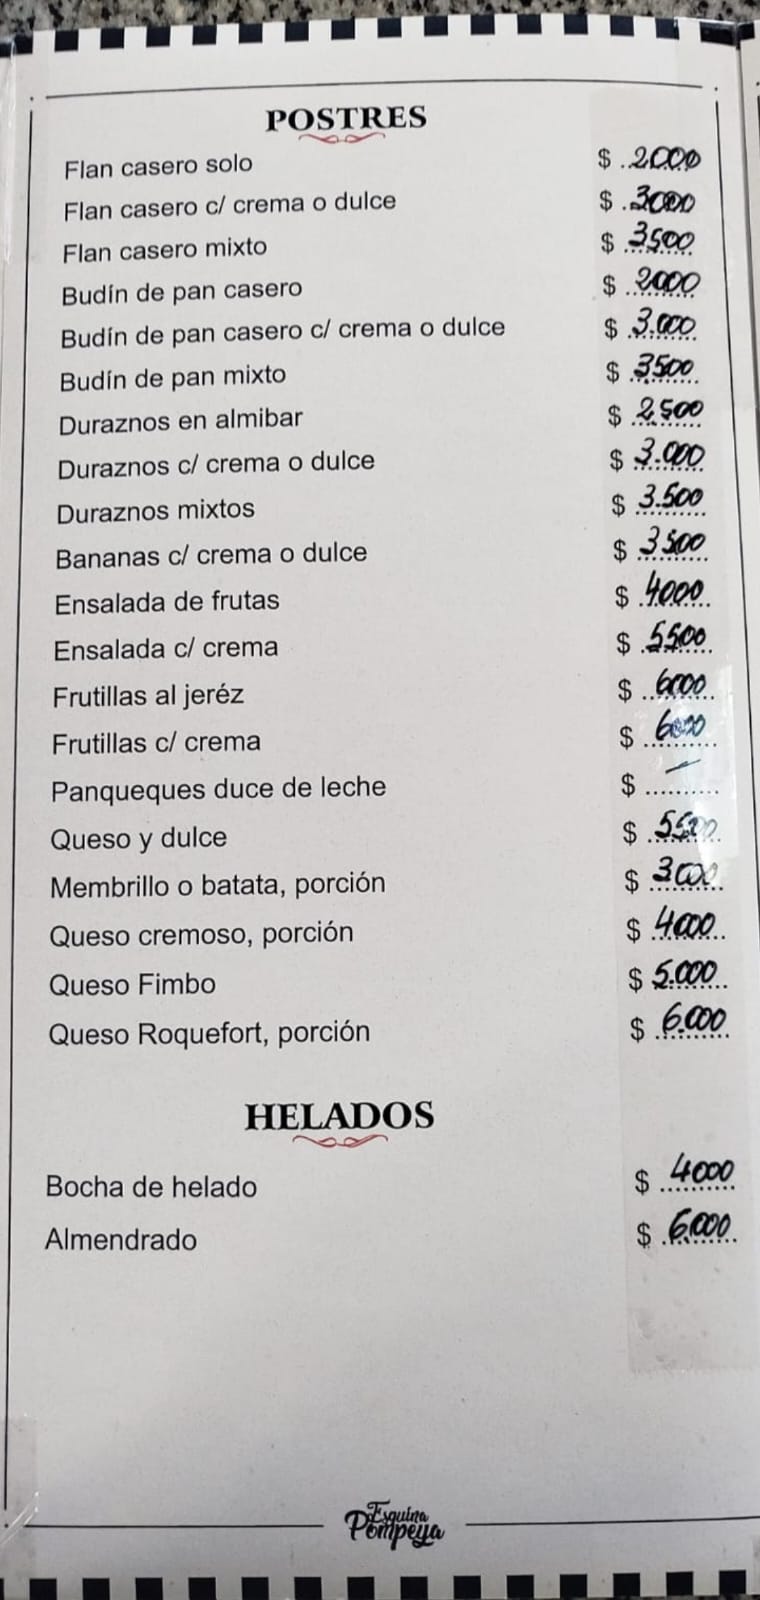 POSTRES
Flan casero solo $ 2000
Flan casero c/ crema o dulce $ 3000
Flan casero mixto $ 3500
Budín de pan casero $ 2000
Budín de pan casero c/ crema o dulce $ 3.000
Budín de pan mixto $ 3500
Duraznos en almibar $ 2500
Duraznos c/ crema o dulce $ 3.000
Duraznos mixtos $ 3.500
Bananas c/ crema o dulce $ 3500
Ensalada de frutas $ 4000
Ensalada c/ crema $ 5500
Frutillas al jeréz $ 6000
Frutillas c/ crema $ 6000
Panqueques duce de leche $ –
Queso y dulce $ 5500
Membrillo o batata, porción $ 3000
Queso cremoso, porción $ 4000
Queso Fimbo $ 5.000
Queso Roquefort, porción $ 6.000
HELADOS
Bocha de helado $ 4000
Almendrado $ 6.000
Esquina
Pompeya